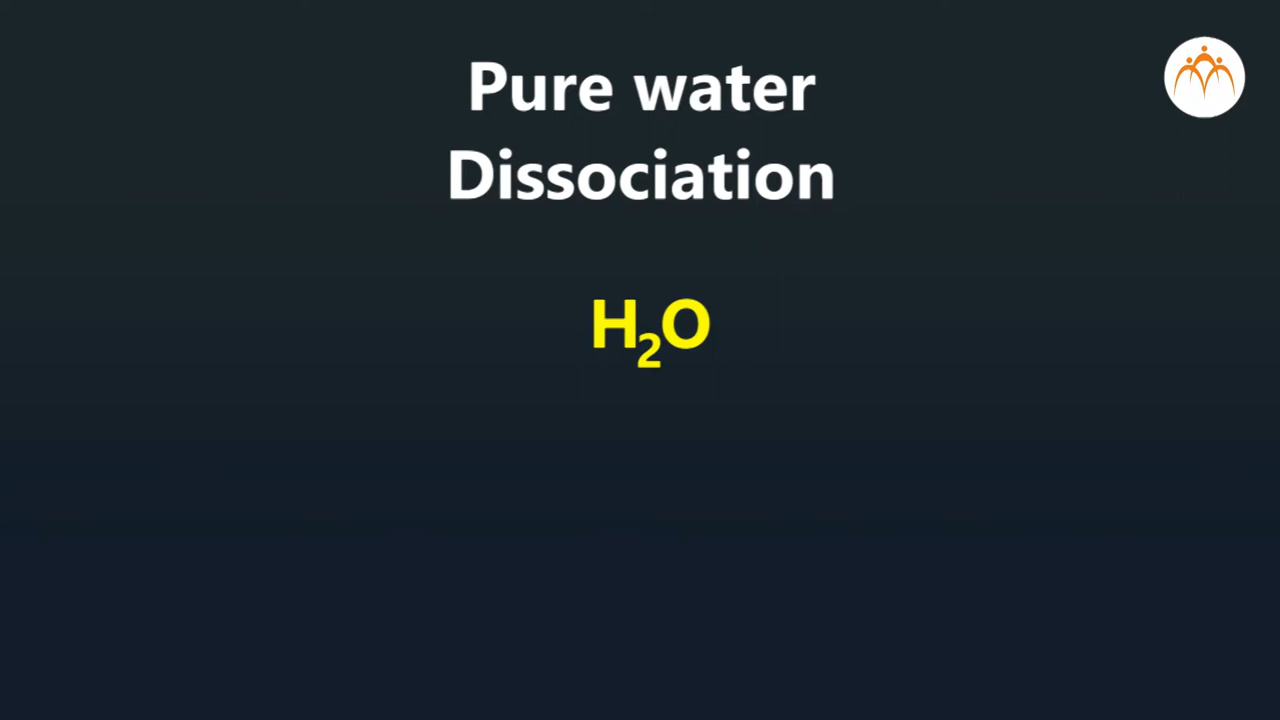 Pure water
Dissociation
H₂O